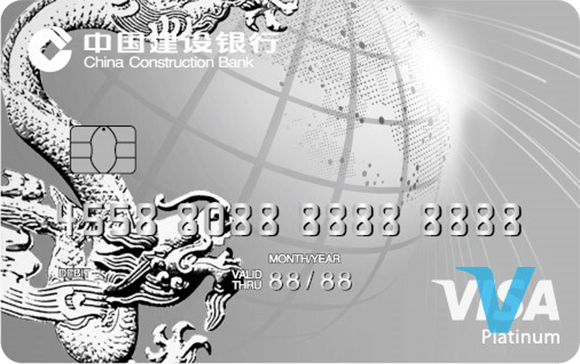 中国建设银行
China Construction Bank
4558 8088 8888 8888
MONTH/YEAR
DEBIT
VALID THRU 88/88
VISA
Platinum